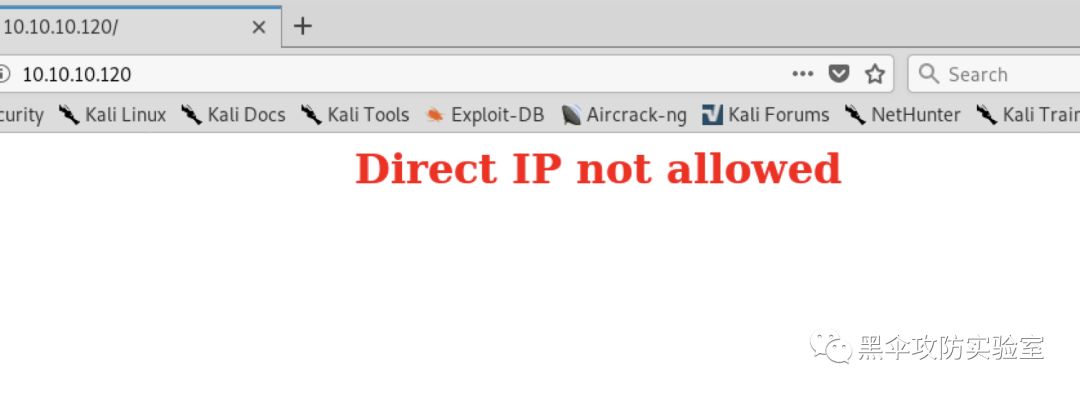 10.10.10.120/
10.10.10.120
Search
curity Kali Linux Kali Docs Kali Tools Exploit-DB Aircrack-ng Kali Forums NetHunter Kali Train
Direct IP not allowed
黑伞攻防实验室